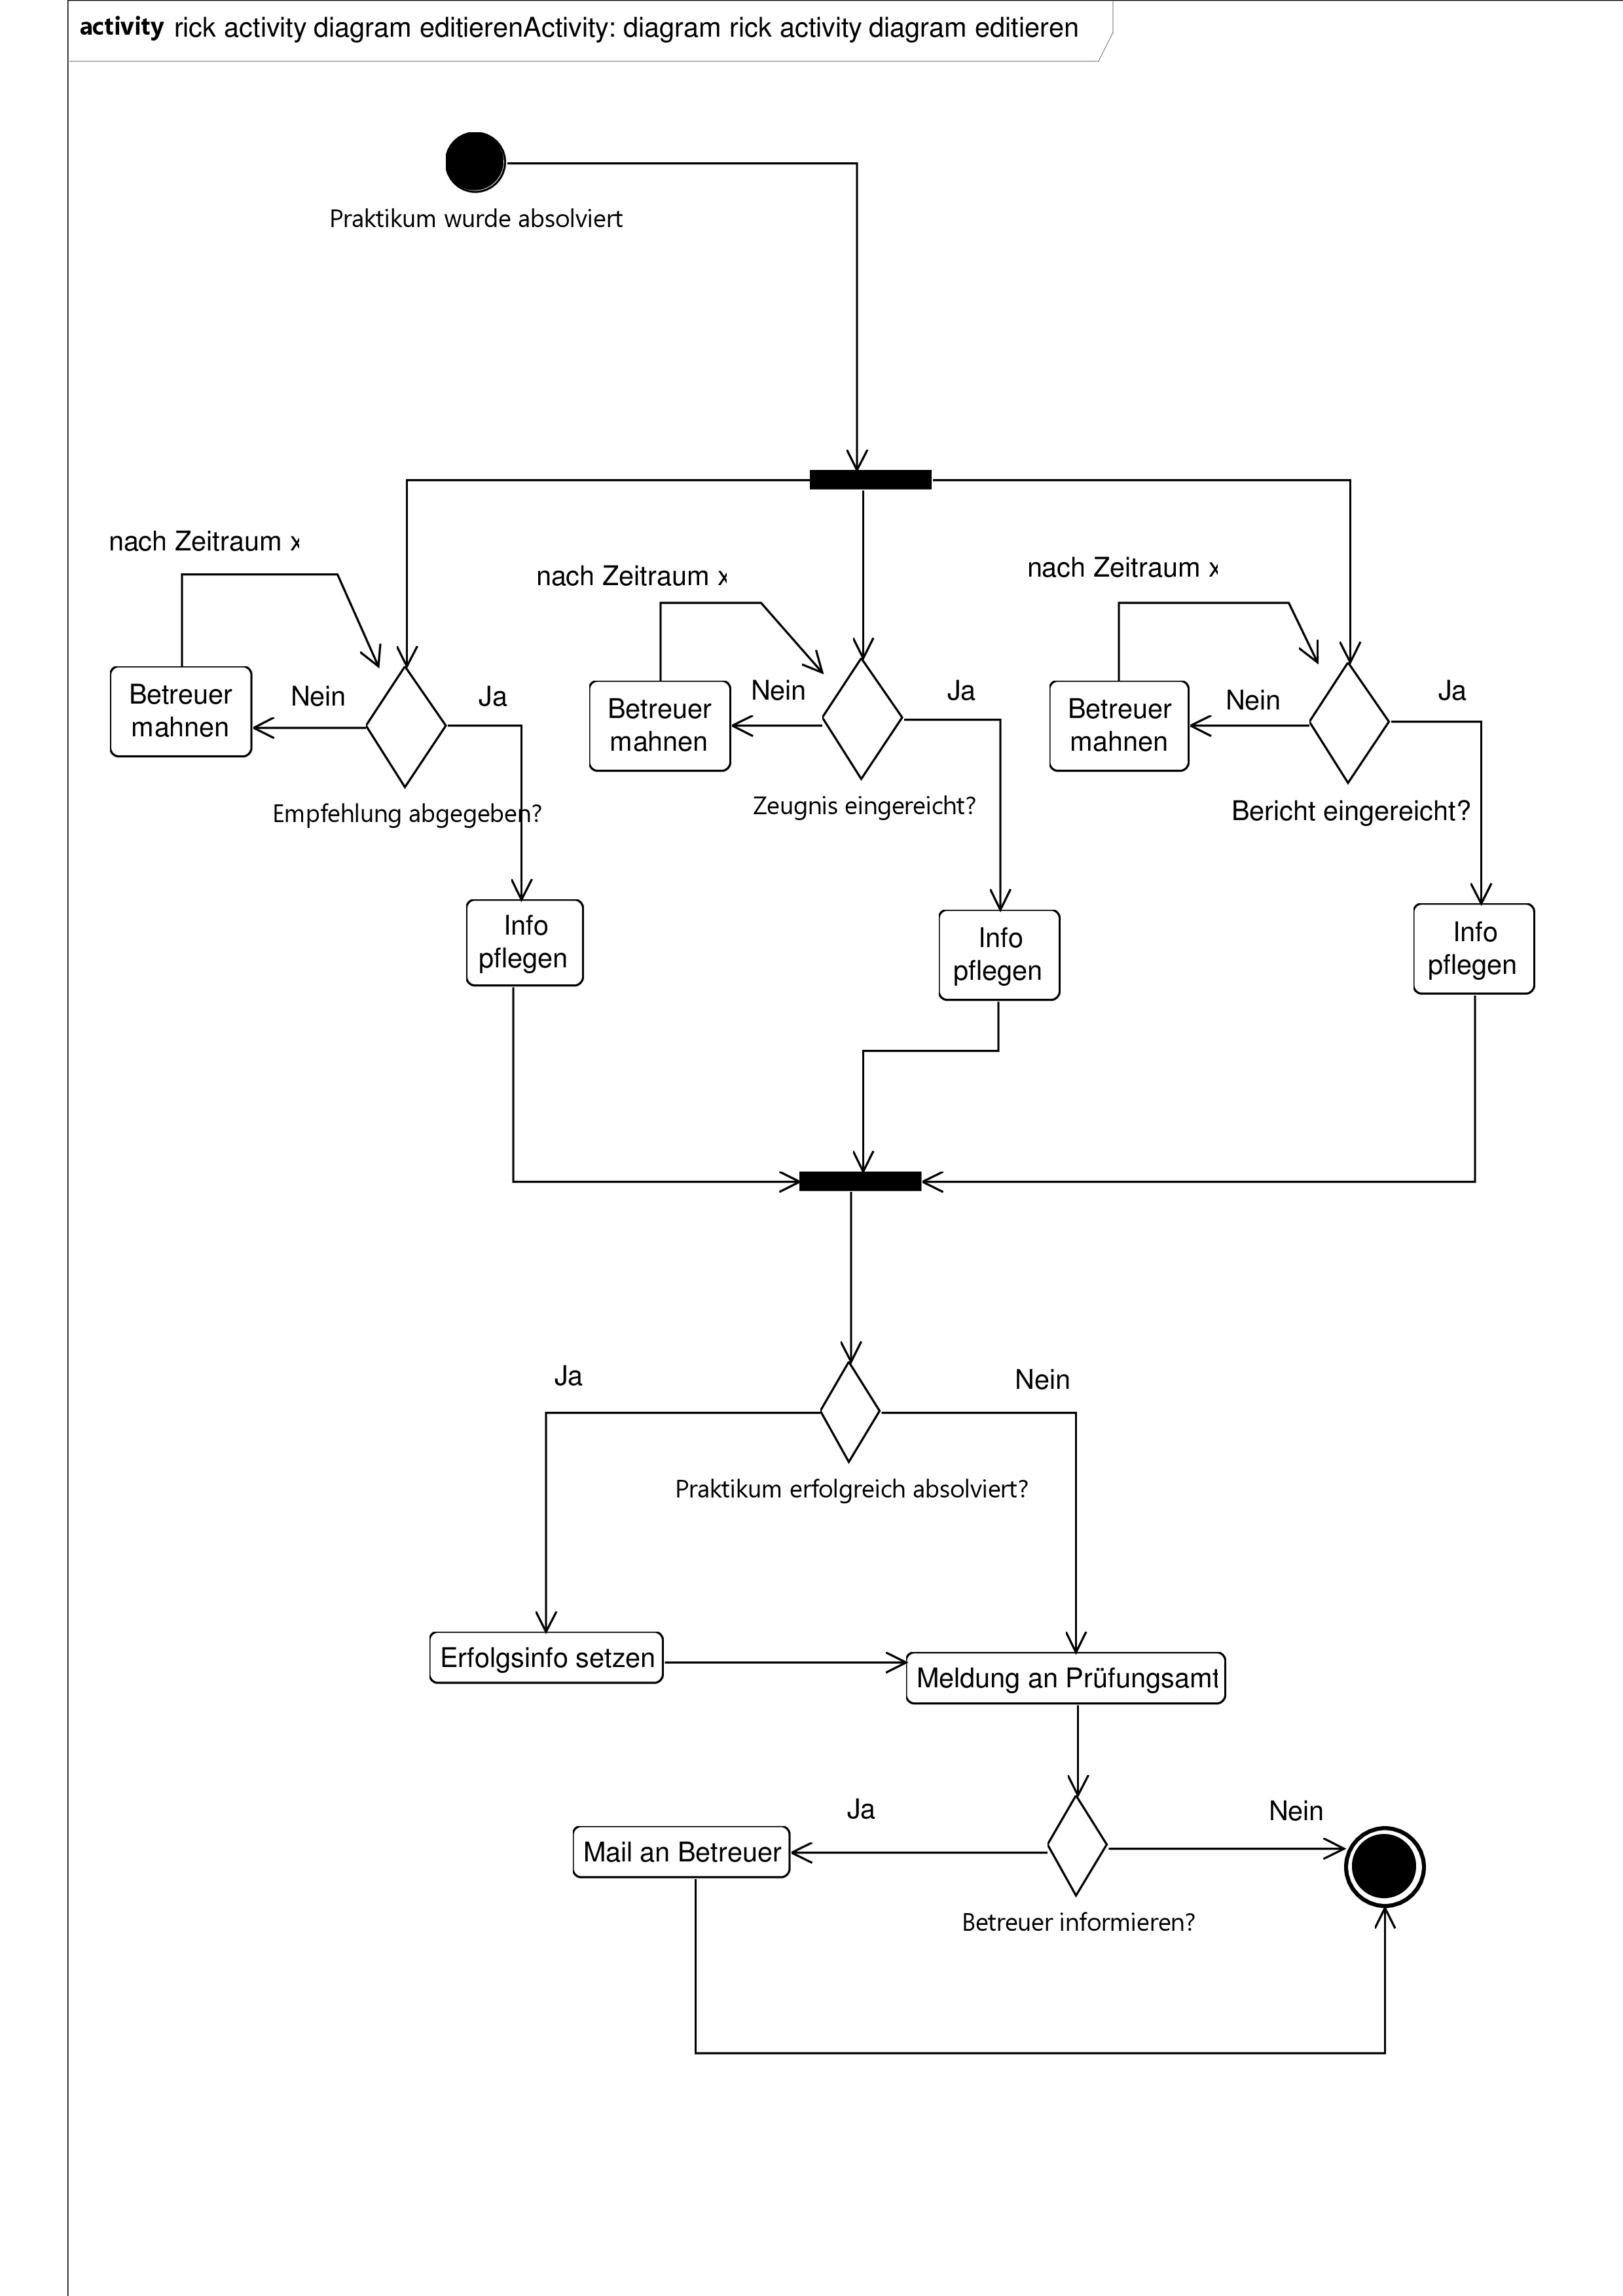 activity rick activity diagram editierenActivity: diagram rick activity diagram editieren
Praktikum wurde absolviert
nach Zeitraum x
nach Zeitraum x
nach Zeitraum x
Betreuer
mahnen
Nein
Ja
Empfehlung abgegeben?
Betreuer
mahnen
Nein
Ja
Zeugnis eingereicht?
Betreuer
mahnen
Nein
Ja
Bericht eingereicht?
Info
pflegen
Info
pflegen
Info
pflegen
Ja
Nein
Praktikum erfolgreich absolviert?
Erfolgsinfo setzen
Meldung an Prüfungsamt
Ja
Nein
Mail an Betreuer
Betreuer informieren?